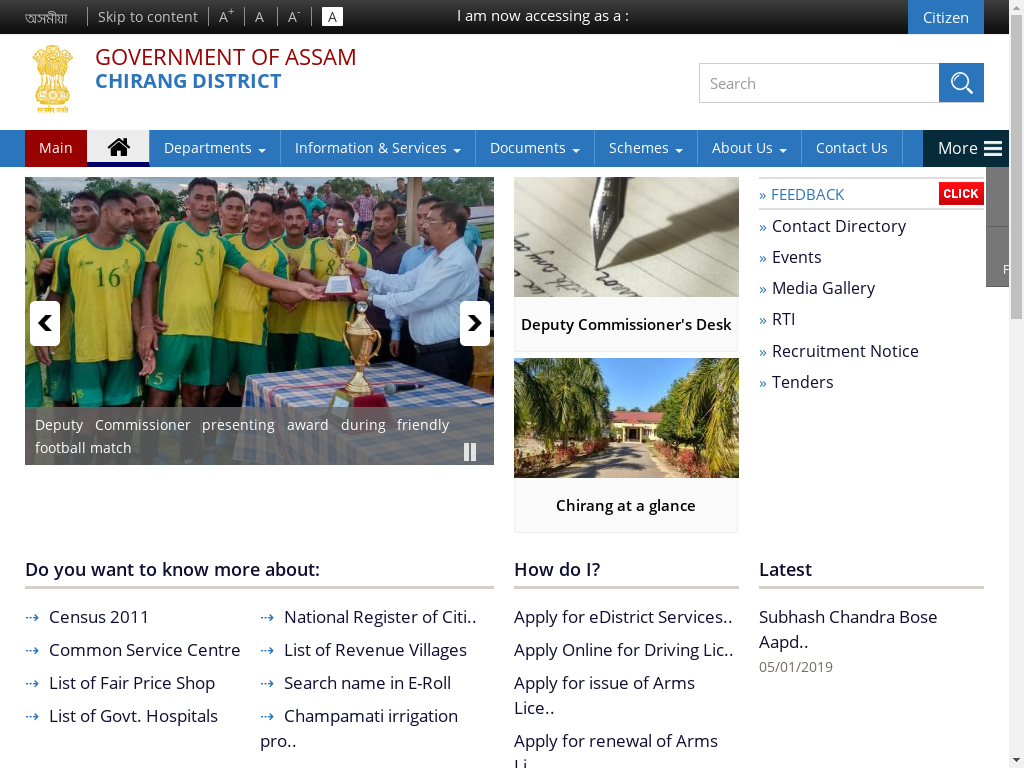 অসমীয়া
Skip to content
A+
A
A-
A
I am now accessing as a :
Citizen
GOVERNMENT OF ASSAM
CHIRANG DISTRICT
Search
Main
Departments
Information & Services
Documents
Schemes
About Us
Contact Us
More
16
Deputy Commissioner presenting award during friendly
football match
Deputy Commissioner's Desk
Chirang at a glance
» FEEDBACK
CLICK
» Contact Directory
» Events
» Media Gallery
» RTI
» Recruitment Notice
» Tenders
F
Do you want to know more about:
Census 2011
Common Service Centre
List of Fair Price Shop
List of Govt. Hospitals
National Register of Citi..
List of Revenue Villages
Search name in E-Roll
Champamati irrigation
pro..
How do I?
Apply for eDistrict Services..
Apply Online for Driving Lic..
Apply for issue of Arms
Lice..
Apply for renewal of Arms
Li..
Latest
Subhash Chandra Bose
Aapd..
05/01/2019